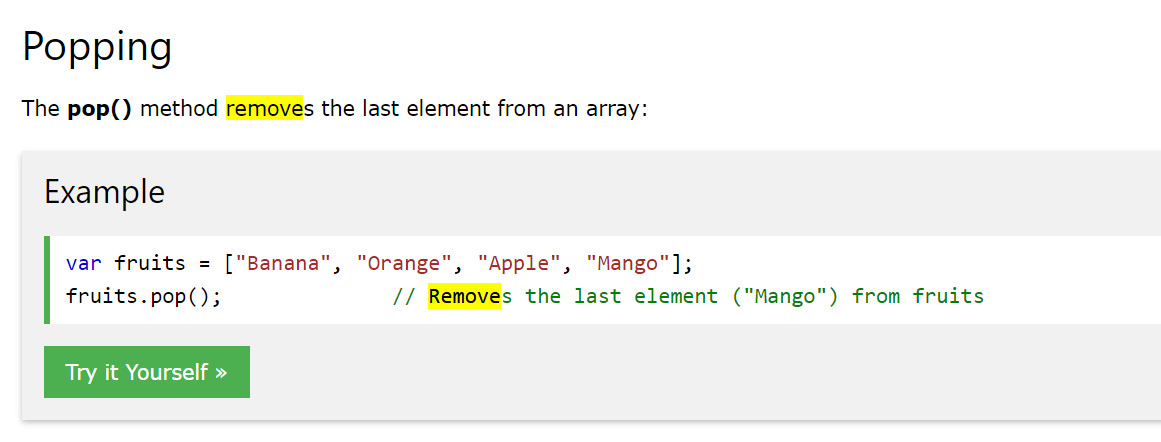 Popping
The pop() method removes the last element from an array:
Example
var fruits = ["Banana", "Orange", "Apple", "Mango"];
fruits.pop();              // Removes the last element ("Mango") from fruits
Try it Yourself »